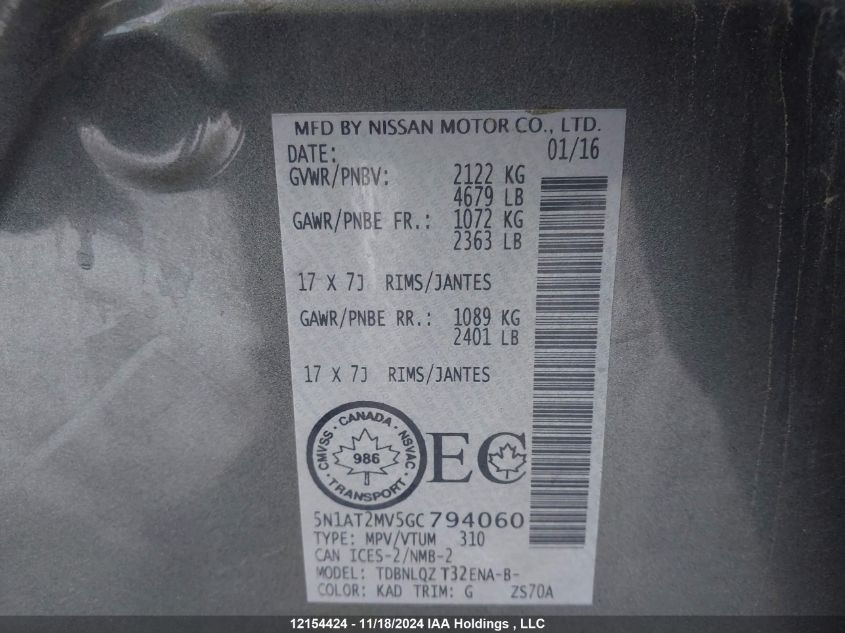 MFD BY NISSAN MOTOR CO., LTD.
DATE: 01/16
GVWR/PNBV: 2122 KG
4679 LB
GAWR/PNBE FR.: 1072 KG
2363 LB
17 X 7J RIMS/JANTES
GAWR/PNBE RR.: 1089 KG
2401 LB
17 X 7J RIMS/JANTES
CMVSS · CANADA · NSVAC
986
TRANSPORT
EC
5N1AT2MV5GC794060
TYPE: MPV/VTUM 310
CAN ICES-2/NMB-2
MODEL: TDBNLQZ T32ENA-B-
COLOR: KAD TRIM: G ZS70A
12154424 - 11/18/2024 IAA Holdings , LLC